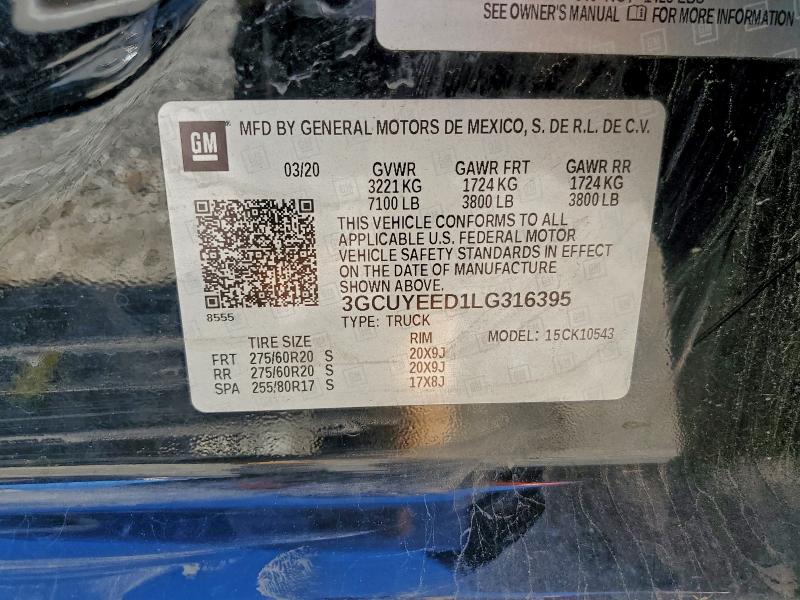 SEE OWNER'S MANUAL FOR MORE INFORMATION
GM MFD BY GENERAL MOTORS DE MEXICO, S. DE R.L. DE C.V.
03/20 GVWR GAWR FRT GAWR RR
3221 KG 1724 KG 1724 KG
7100 LB 3800 LB 3800 LB
THIS VEHICLE CONFORMS TO ALL
APPLICABLE U.S. FEDERAL MOTOR
VEHICLE SAFETY STANDARDS IN EFFECT
ON THE DATE OF MANUFACTURE
SHOWN ABOVE.
8555 3GCUYEED1LG316395
TYPE: TRUCK MODEL: 15CK10543
TIRE SIZE RIM
FRT 275/60R20 S 20X9J
RR 275/60R20 S 20X9J
SPA 255/80R17 S 17X8J